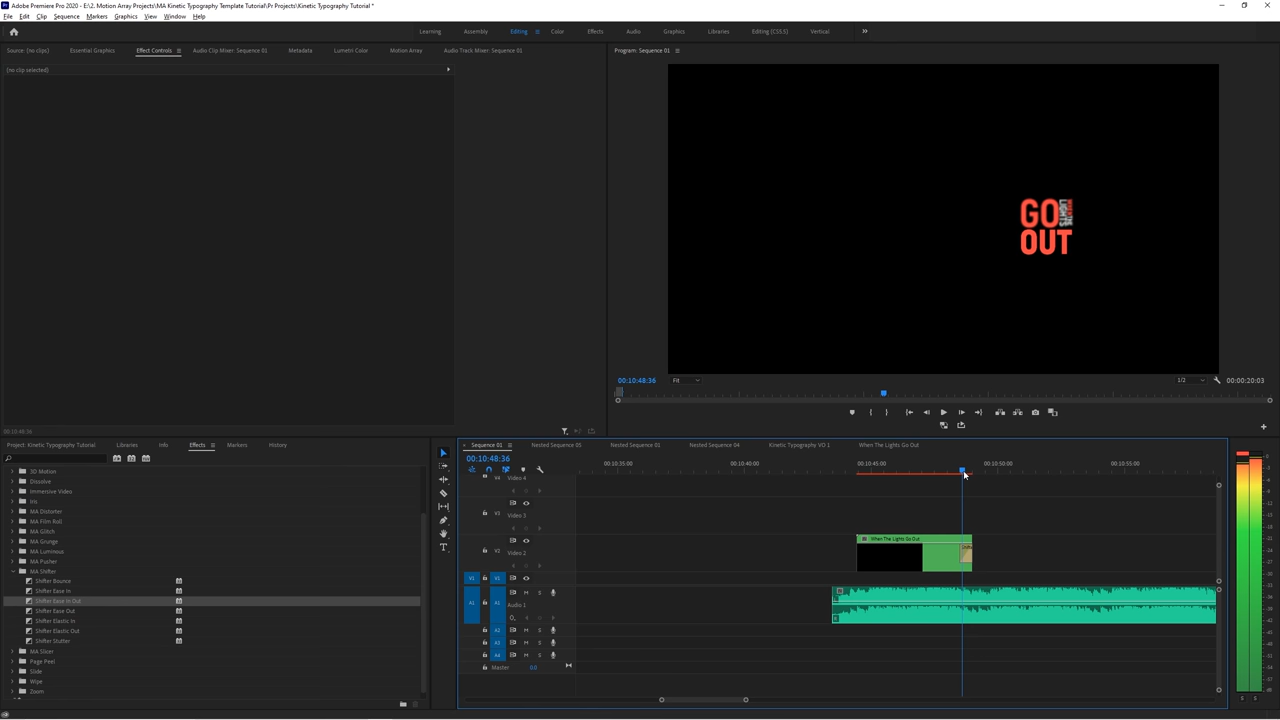 Adobe Premiere Pro 2020 - E:\2. Motion Array Projects\MA Kinetic Typography Template Tutorial\Pr Projects\Kinetic Typography Tutorial *
File Edit Clip Sequence Markers Graphics View Window Help
Learning Assembly Editing Color Effects Audio Graphics Libraries Editing (CS5.5) Vertical
Source: (no clips) Essential Graphics Effect Controls Audio Clip Mixer: Sequence 01 Metadata Lumetri Color Motion Array Audio Track Mixer: Sequence 01
Program: Sequence 01
(no clip selected)
GO
LIGHTS
OUT
00:10:48:36 Fit 1/2 00:00:20:03
00:10:48:36
Project: Kinetic Typography Tutorial Libraries Info Effects Markers History
3D Motion
Dissolve
Immersive Video
Iris
MA Distorter
MA Film Roll
MA Glitch
MA Grunge
MA Luminous
MA Pusher
MA Shifter
Shifter Bounce
Shifter Ease In
Shifter Ease In Out
Shifter Ease Out
Shifter Elastic In
Shifter Elastic Out
Shifter Stutter
MA Slicer
Page Peel
Slide
Wipe
Zoom
Sequence 01 Nested Sequence 05 Nested Sequence 01 Nested Sequence 04 Kinetic Typography VO 1 When The Lights Go Out
00:10:48:36
00:10:35:00 00:10:40:00 00:10:45:00 00:10:50:00 00:10:55:00
V4 Video 4
V3 Video 3
When The Lights Go Out
V2 Video 2
V1 V1
A1 Audio 1
M S
A2 M S
A3 M S
A4 M S
Master 0.0
S S